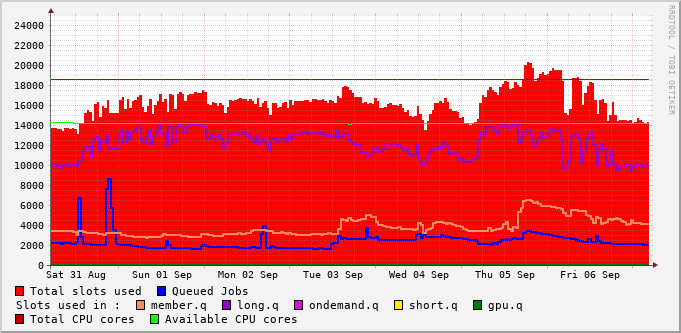 RRDTOOL / TOBI OETIKER
24000
22000
20000
18000
16000
14000
12000
10000
8000
6000
4000
2000
0
Sat 31 Aug Sun 01 Sep Mon 02 Sep Tue 03 Sep Wed 04 Sep Thu 05 Sep Fri 06 Sep
Total slots used Queued Jobs
Slots used in : member.q long.q ondemand.q short.q gpu.q
Total CPU cores Available CPU cores